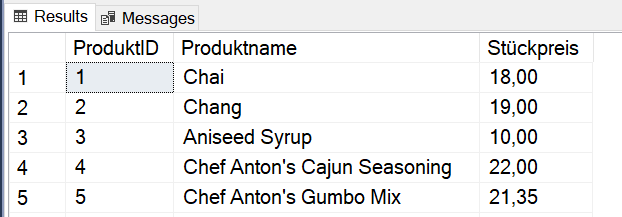 Results Messages
ProduktID Produktname Stückpreis
1 1 Chai 18,00
2 2 Chang 19,00
3 3 Aniseed Syrup 10,00
4 4 Chef Anton's Cajun Seasoning 22,00
5 5 Chef Anton's Gumbo Mix 21,35